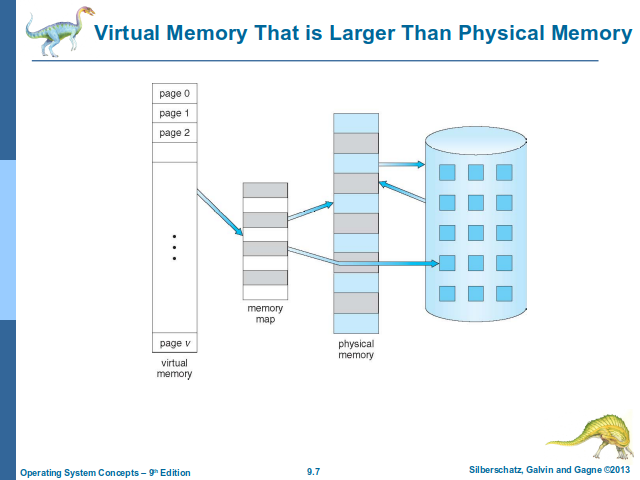 Virtual Memory That is Larger Than Physical Memory
page 0
page 1
page 2
page v
virtual
memory
memory
map
physical
memory
Operating System Concepts – 9th Edition
9.7
Silberschatz, Galvin and Gagne ©2013